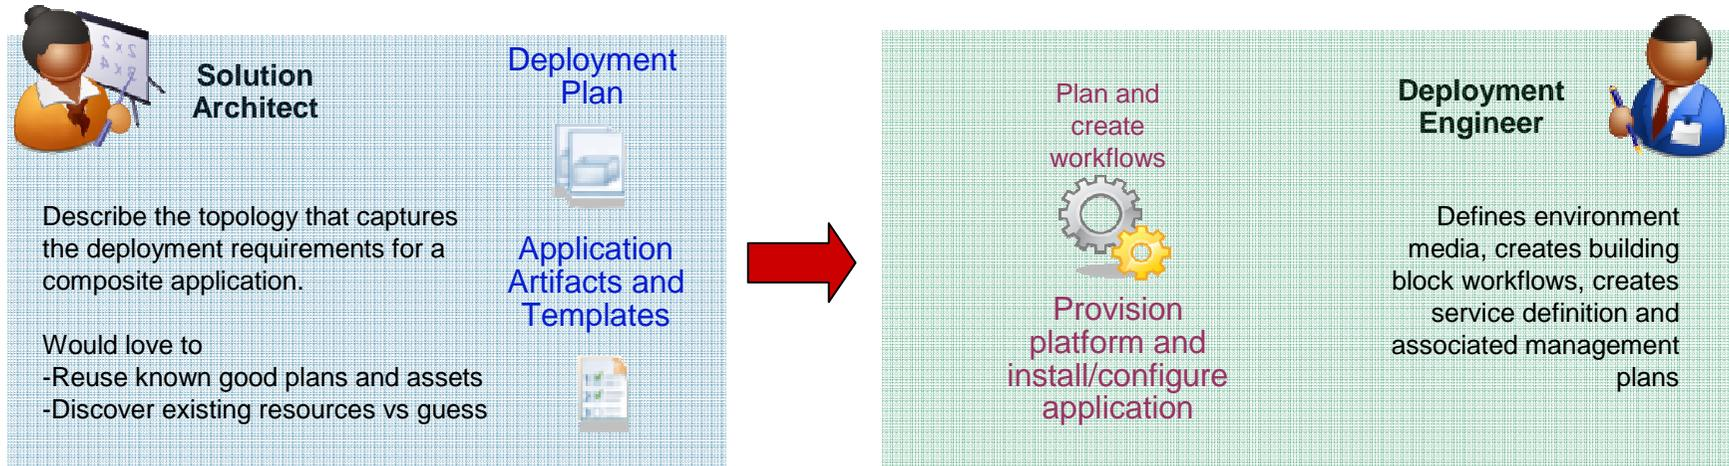 Solution
Architect
Describe the topology that captures
the deployment requirements for a
composite application.
Would love to
-Reuse known good plans and assets
-Discover existing resources vs guess
Deployment
Plan
Application
Artifacts and
Templates
Plan and
create
workflows
Provision
platform and
install/configure
application
Deployment
Engineer
Defines environment
media, creates building
block workflows, creates
service definition and
associated management
plans